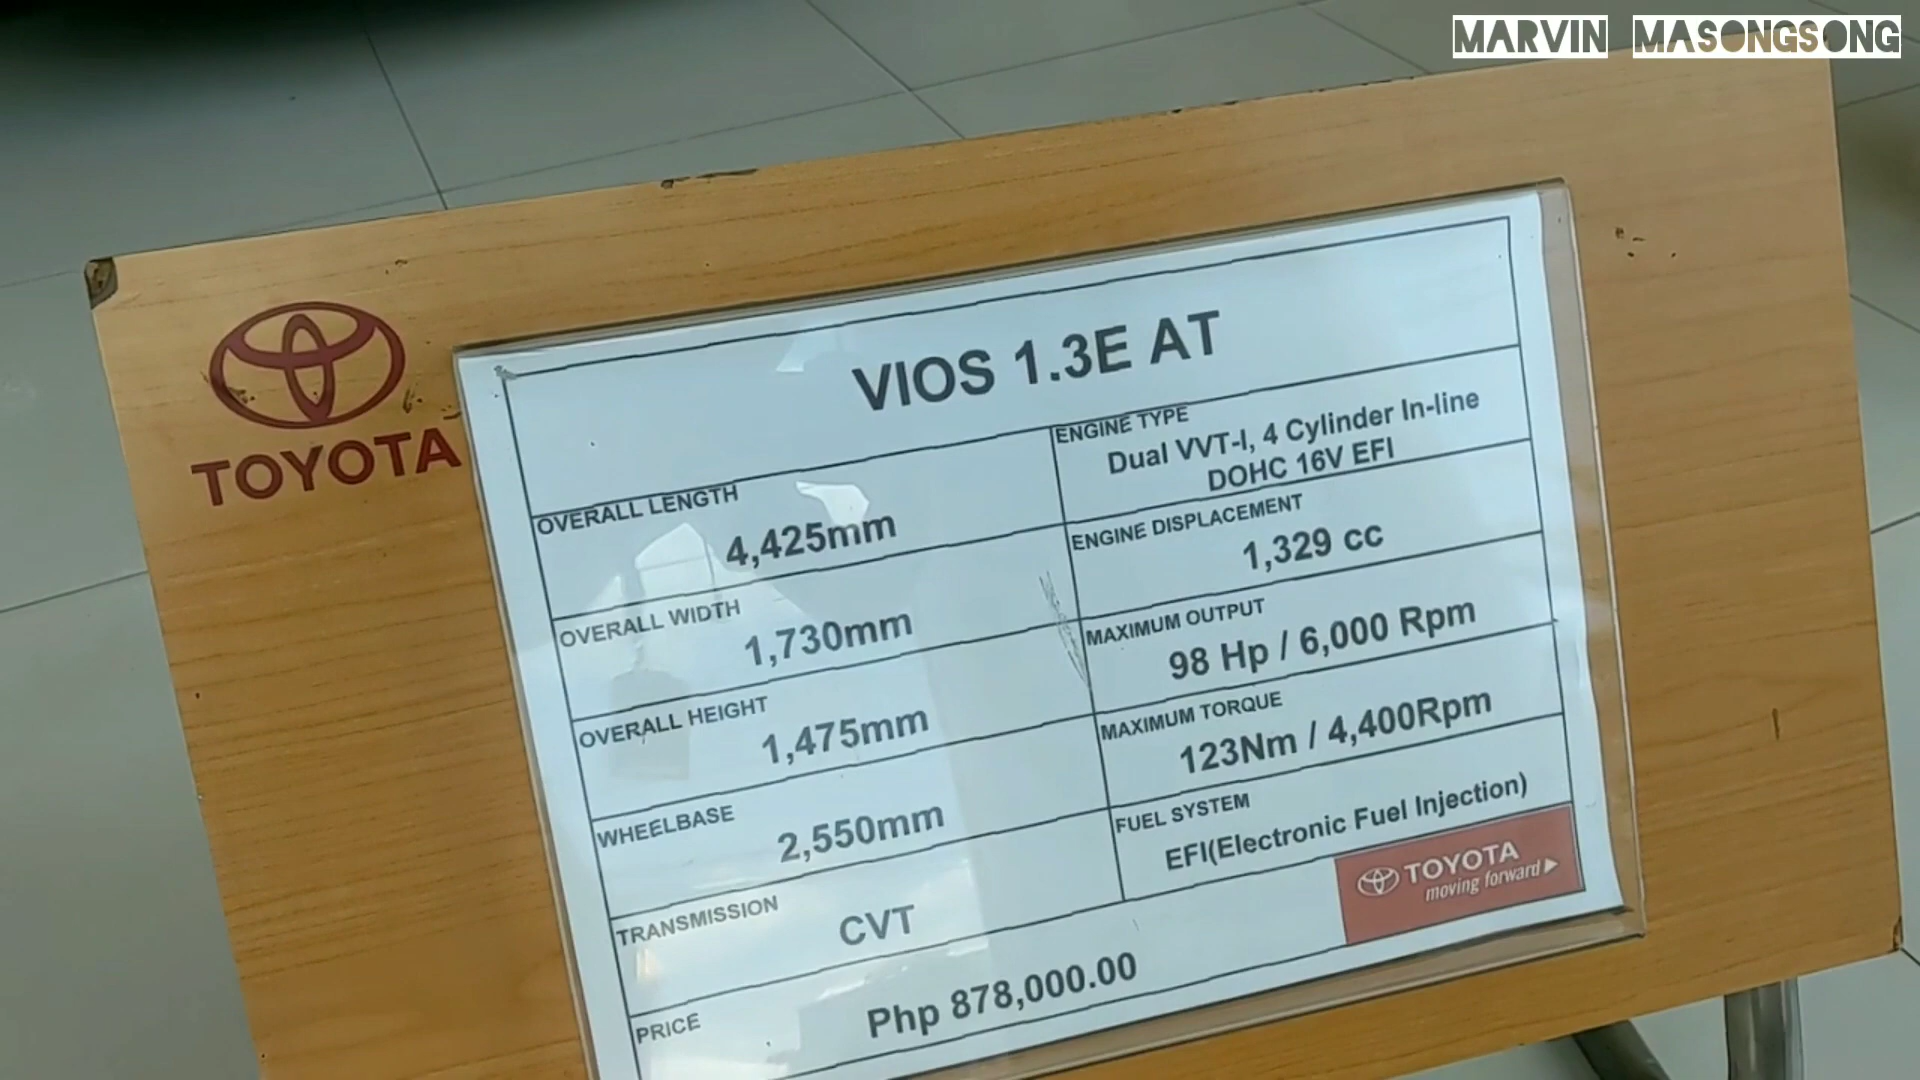 MARVIN MASONGSONG
TOYOTA
VIOS 1.3E AT
OVERALL LENGTH
4,425mm
OVERALL WIDTH
1,730mm
OVERALL HEIGHT
1,475mm
WHEELBASE
2,550mm
TRANSMISSION
CVT
ENGINE TYPE
Dual VVT-I, 4 Cylinder In-line
DOHC 16V EFI
ENGINE DISPLACEMENT
1,329 cc
MAXIMUM OUTPUT
98 Hp / 6,000 Rpm
MAXIMUM TORQUE
123Nm / 4,400Rpm
FUEL SYSTEM
EFI(Electronic Fuel Injection)
PRICE
Php 878,000.00
TOYOTA
moving forward